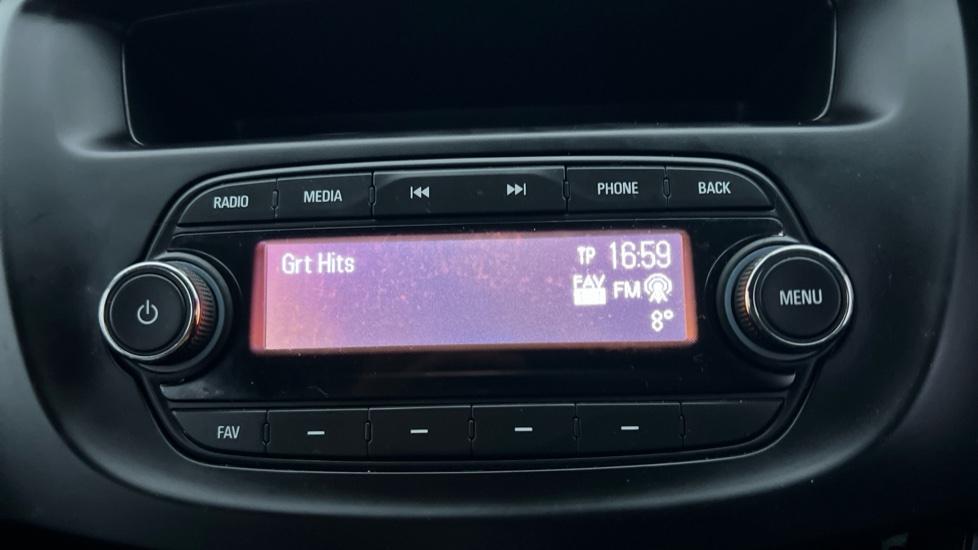 RADIO MEDIA PHONE BACK
Grt Hits TP 16:59
FAV FM
8°
MENU
FAV